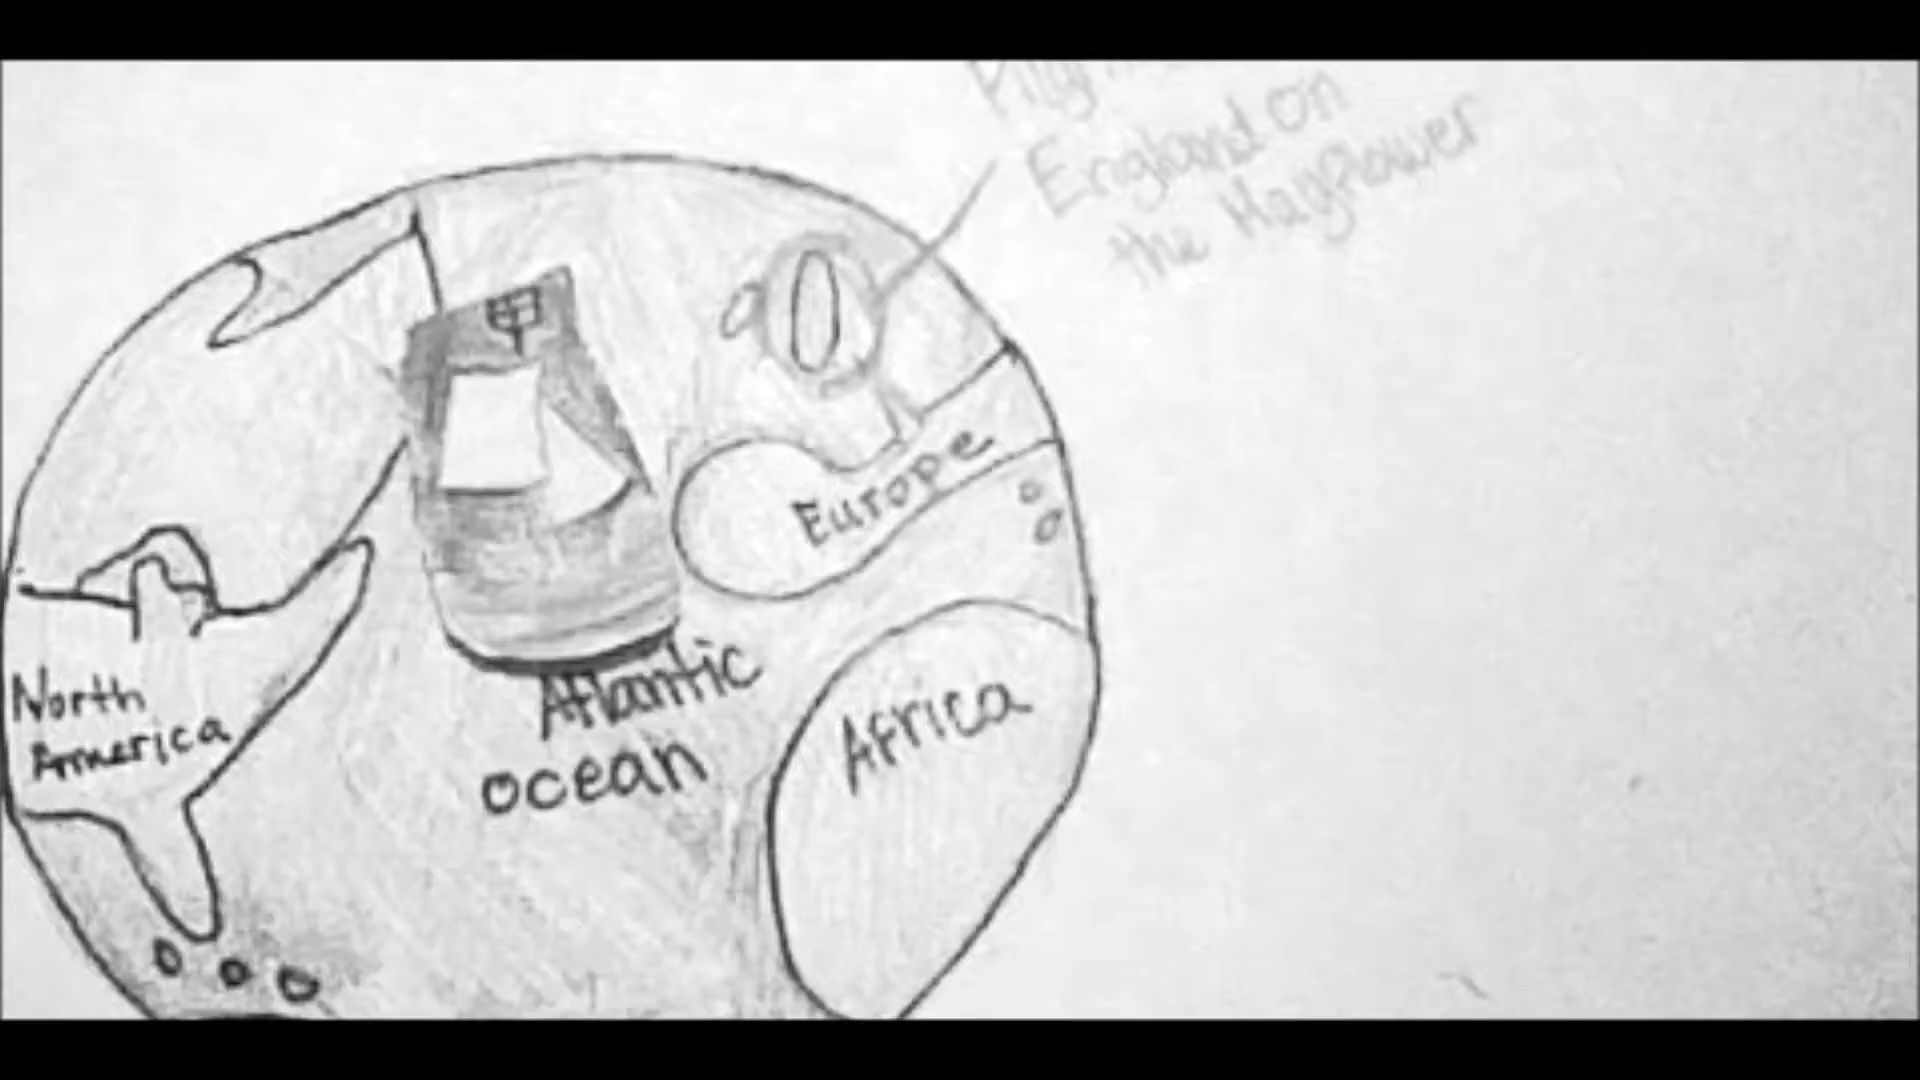 England on
the Mayflower
Europe
North
America
Atlantic
ocean
Africa